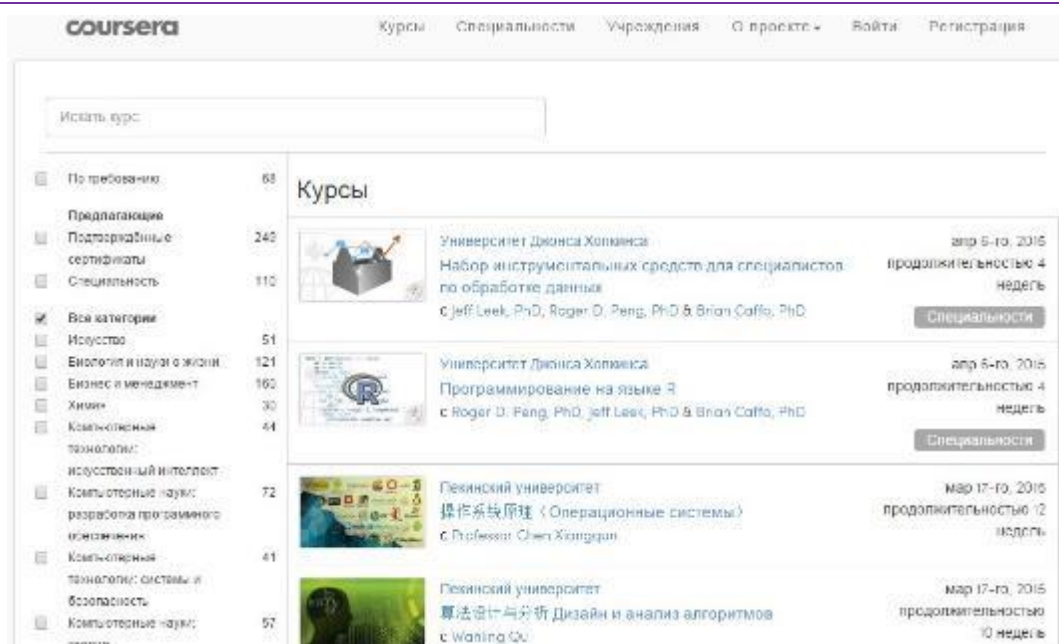 coursera
Курсы Специальности Учреждения О проекте Войти Регистрация
Искать курс
По требованию 68
Предлагающие
Подтверждённые 249
сертификаты
Специальность 110
Все категории
Искусство 51
Биология и науки о жизни 121
Бизнес и менеджмент 160
Химия 30
Компьютерные 44
технологии:
искусственный интеллект
Компьютерные науки: 72
разработка программного
обеспечения
Компьютерные 41
технологии: системы и
безопасность
Компьютерные науки: 57
Курсы
Университет Джонса Хопкинса
Набор инструментальных средств для специалистов
по обработке данных
с Jeff Leek, PhD, Roger D. Peng, PhD & Brian Caffo, PhD
апр 6-го, 2015
продолжительностью 4
недель
Специальности
Университет Джонса Хопкинса
Программирование на языке R
с Roger D. Peng, PhD, Jeff Leek, PhD & Brian Caffo, PhD
апр 6-го, 2015
продолжительностью 4
недель
Специальности
Пекинский университет
操作系统原理（Операционные системы）
с Professor Chen Xiangqun
мар 17-го, 2015
продолжительностью 12
недель
Пекинский университет
算法设计与分析 Дизайн и анализ алгоритмов
с Wanling Qu
мар 17-го, 2015
продолжительностью
10 недель